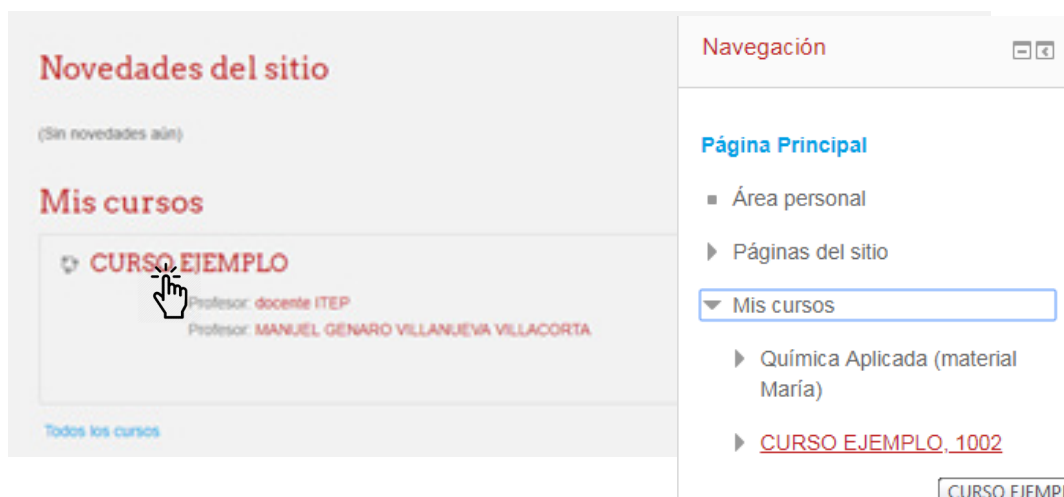 Novedades del sitio
(Sin novedades aún)
Mis cursos
CURSO EJEMPLO
Profesor: docente ITEP
Profesor: MANUEL GENARO VILLANUEVA VILLACORTA
Todos los cursos
Navegación
Página Principal
Área personal
Páginas del sitio
Mis cursos
Química Aplicada (material
María)
CURSO EJEMPLO, 1002
CURSO